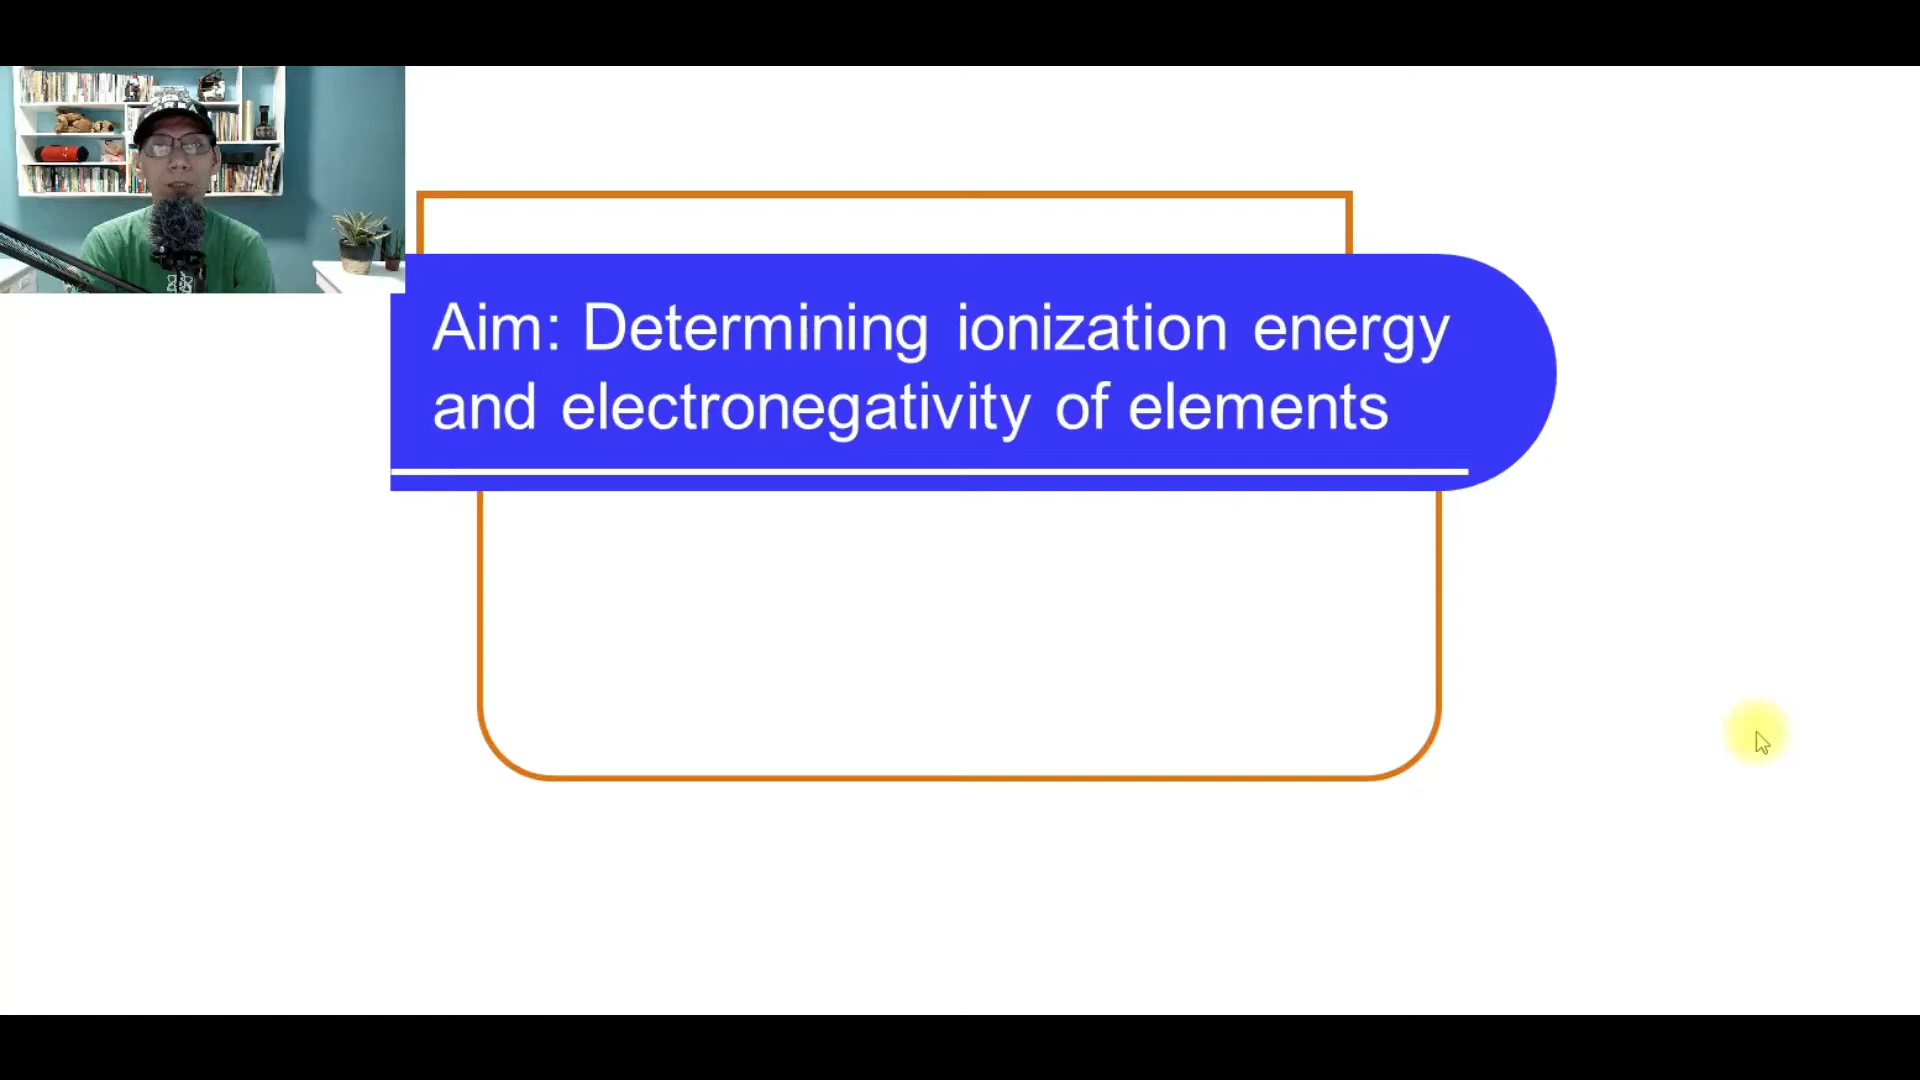 Aim: Determining ionization energy
and electronegativity of elements